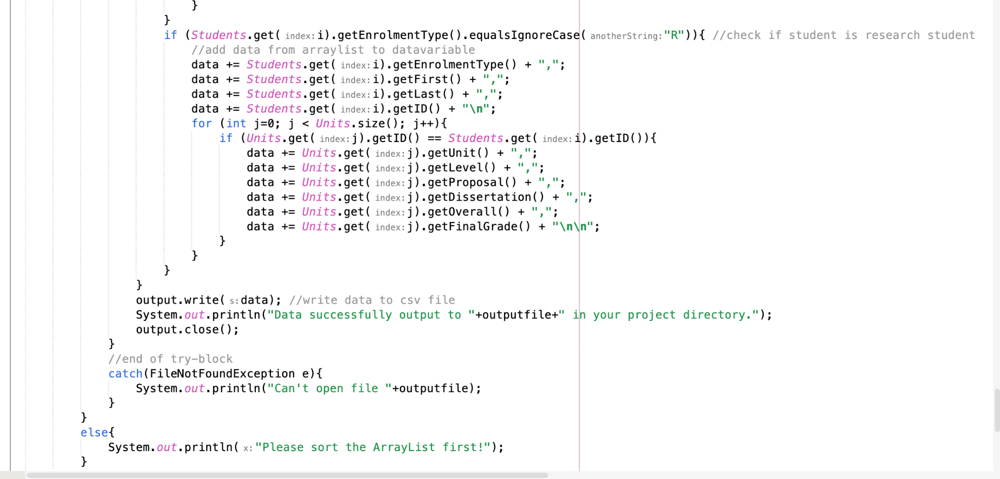 }
}
if (Students.get( index: i).getEnrolmentType().equalsIgnoreCase( anotherString: "R")){ //check if student is research student
//add data from arraylist to datavariable
data += Students.get( index: i).getEnrolmentType() + ",";
data += Students.get( index: i).getFirst() + ",";
data += Students.get( index: i).getLast() + ",";
data += Students.get( index: i).getID() + "\n";
for (int j=0; j < Units.size(); j++){
if (Units.get( index: j).getID() == Students.get( index: i).getID()){
data += Units.get( index: j).getUnit() + ",";
data += Units.get( index: j).getLevel() + ",";
data += Units.get( index: j).getProposal() + ",";
data += Units.get( index: j).getDissertation() + ",";
data += Units.get( index: j).getOverall() + ",";
data += Units.get( index: j).getFinalGrade() + "\n\n";
}
}
}
}
output.write( s: data); //write data to csv file
System.out.println("Data successfully output to "+outputfile+" in your project directory.");
output.close();
}
//end of try-block
catch(FileNotFoundException e){
System.out.println("Can't open file "+outputfile);
}
}
else{
System.out.println( x: "Please sort the ArrayList first!");
}